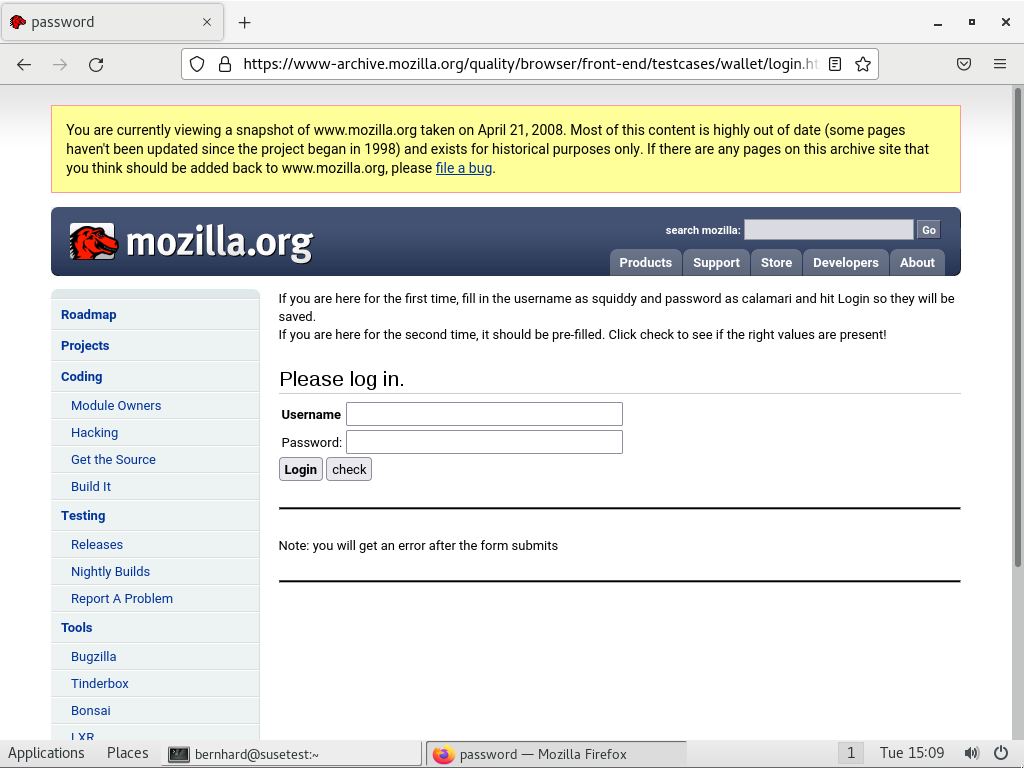 password
https://www-archive.mozilla.org/quality/browser/front-end/testcases/wallet/login.ht
You are currently viewing a snapshot of www.mozilla.org taken on April 21, 2008. Most of this content is highly out of date (some pages
haven't been updated since the project began in 1998) and exists for historical purposes only. If there are any pages on this archive site that
you think should be added back to www.mozilla.org, please file a bug.
mozilla.org
search mozilla: Go
Products Support Store Developers About
Roadmap
Projects
Coding
Module Owners
Hacking
Get the Source
Build It
Testing
Releases
Nightly Builds
Report A Problem
Tools
Bugzilla
Tinderbox
Bonsai
LXR
If you are here for the first time, fill in the username as squiddy and password as calamari and hit Login so they will be
saved.
If you are here for the second time, it should be pre-filled. Click check to see if the right values are present!
Please log in.
Username
Password:
Login check
Note: you will get an error after the form submits
Applications Places bernhard@susetest:~ password — Mozilla Firefox 1 Tue 15:09